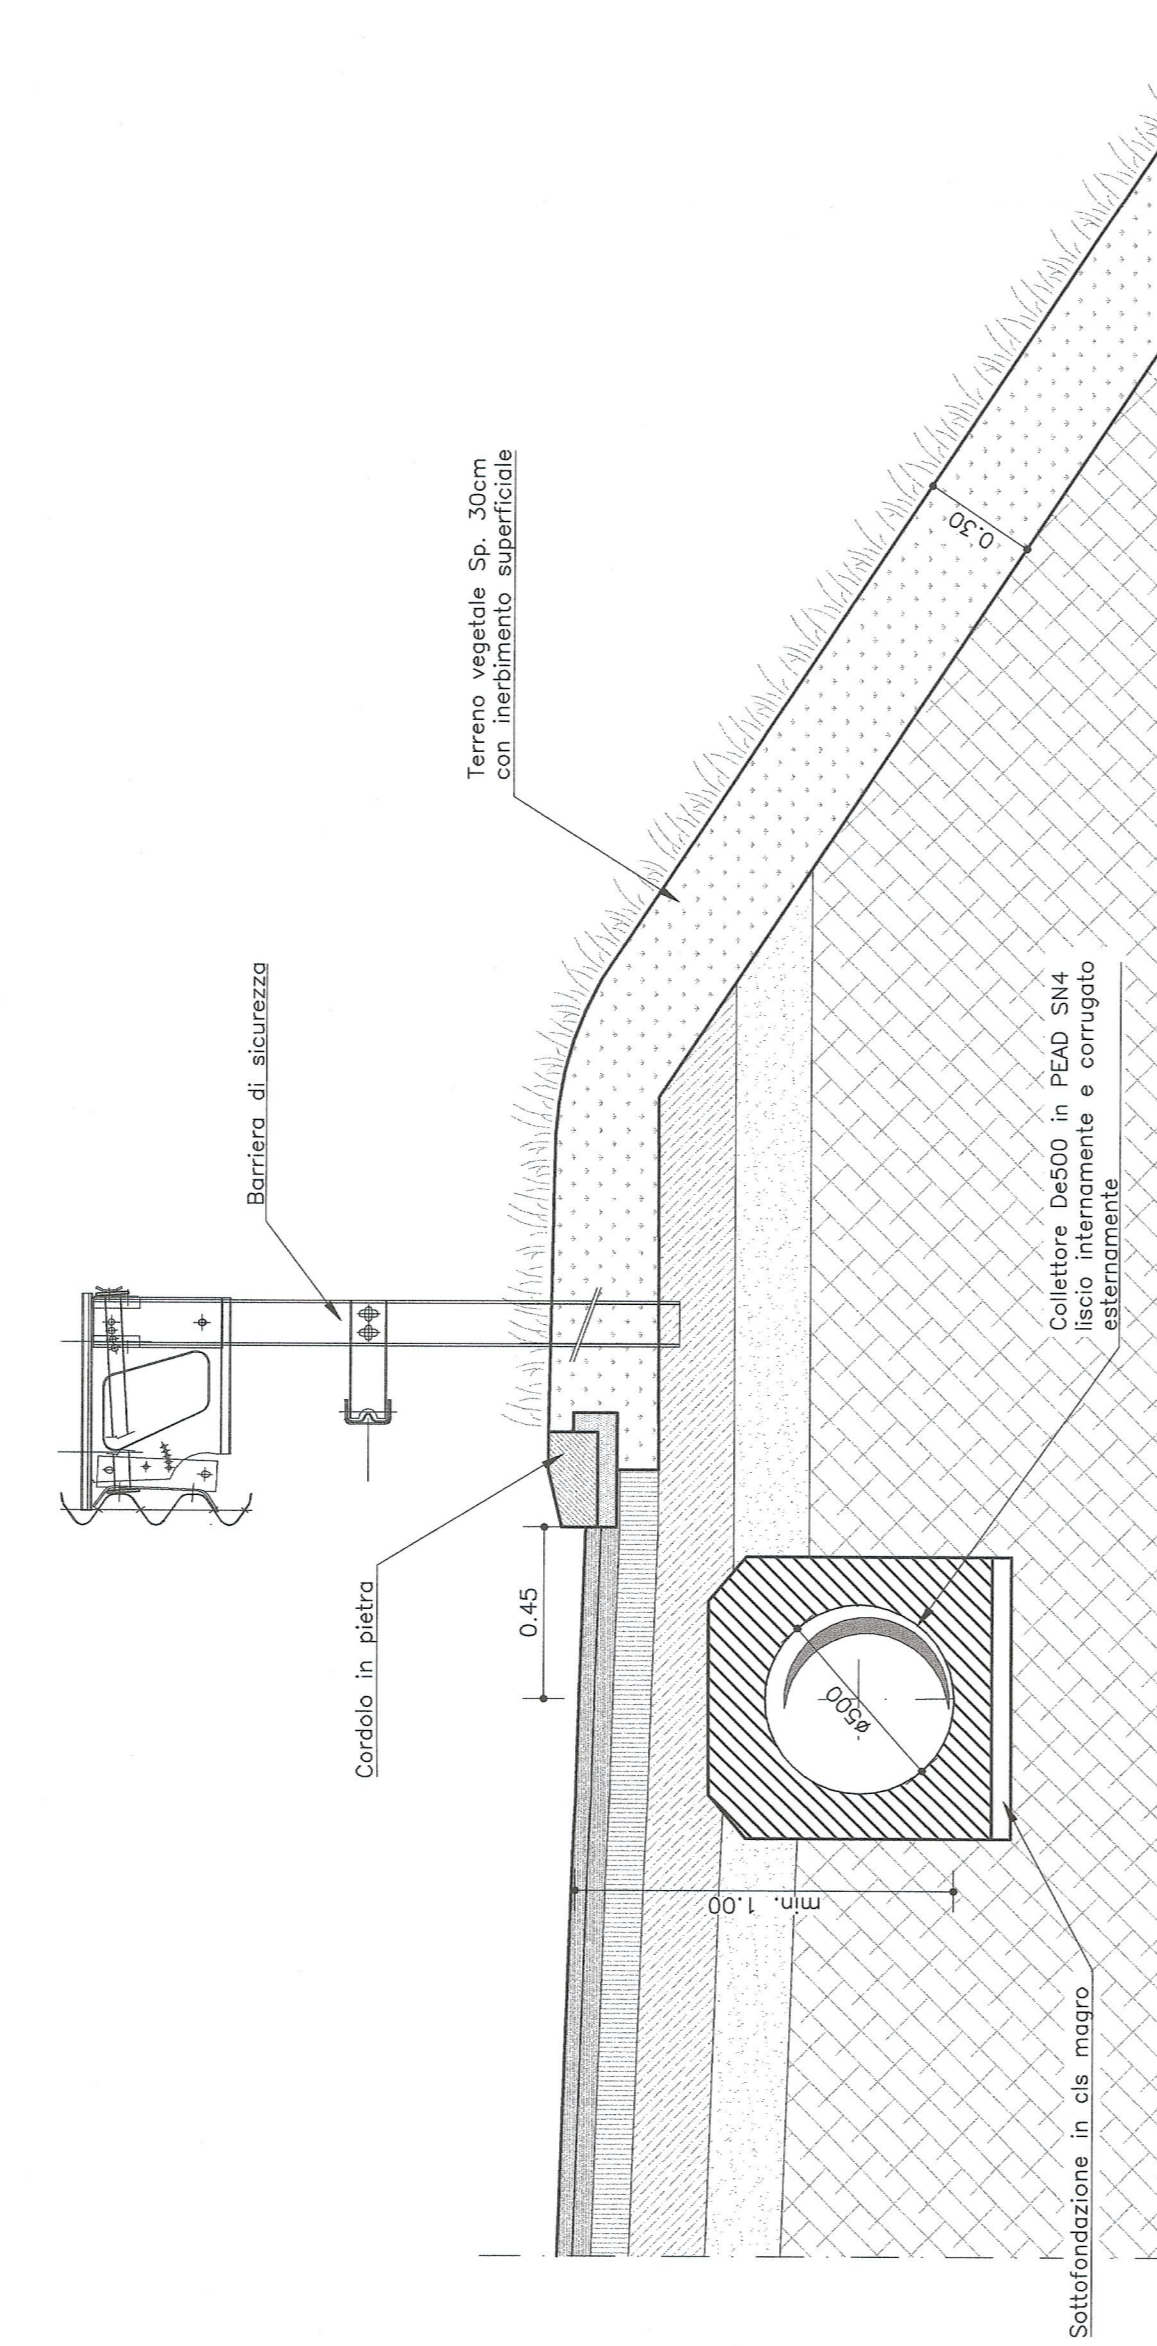 Barriera di sicurezza
Terreno vegetale Sp. 30cm
con inerbimento superficiale
Cordolo in pietra
0.45
0.30
min. 1.00
ø500
Collettore De500 in PEAD SN4
liscio internamente e corrugato
esternamente
Sottofondazione in cls magro